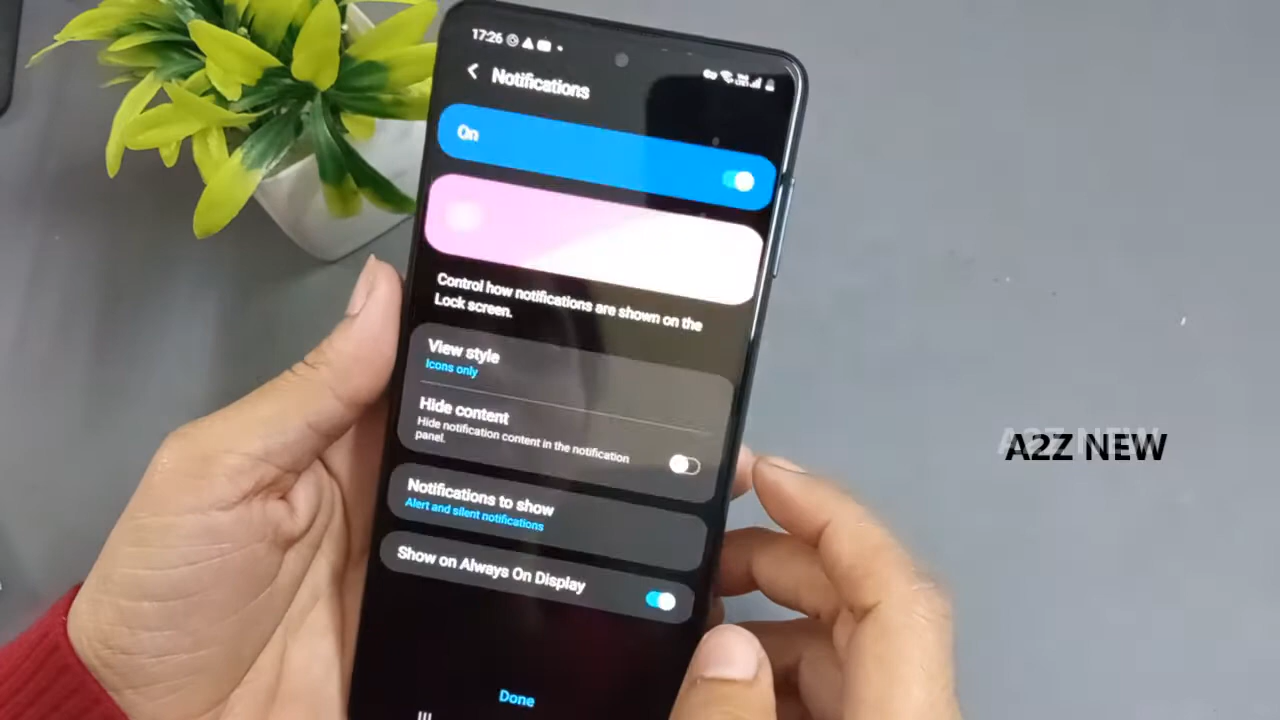 17:26
Notifications
On
Control how notifications are shown on the
Lock screen.
View style
Icons only
Hide content
Hide notification content in the notification
panel.
Notifications to show
Alert and silent notifications
Show on Always On Display
Done
A2Z NEW